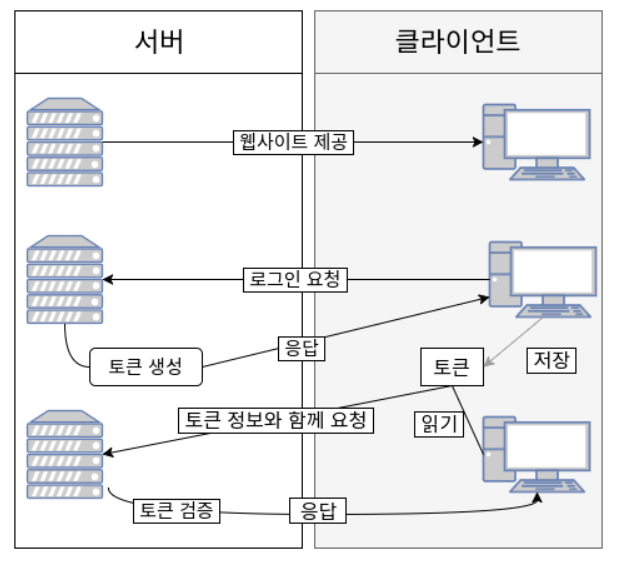 서버
클라이언트
웹사이트 제공
로그인 요청
토큰 생성
응답
토큰
저장
토큰 정보와 함께 요청
읽기
토큰 검증
응답